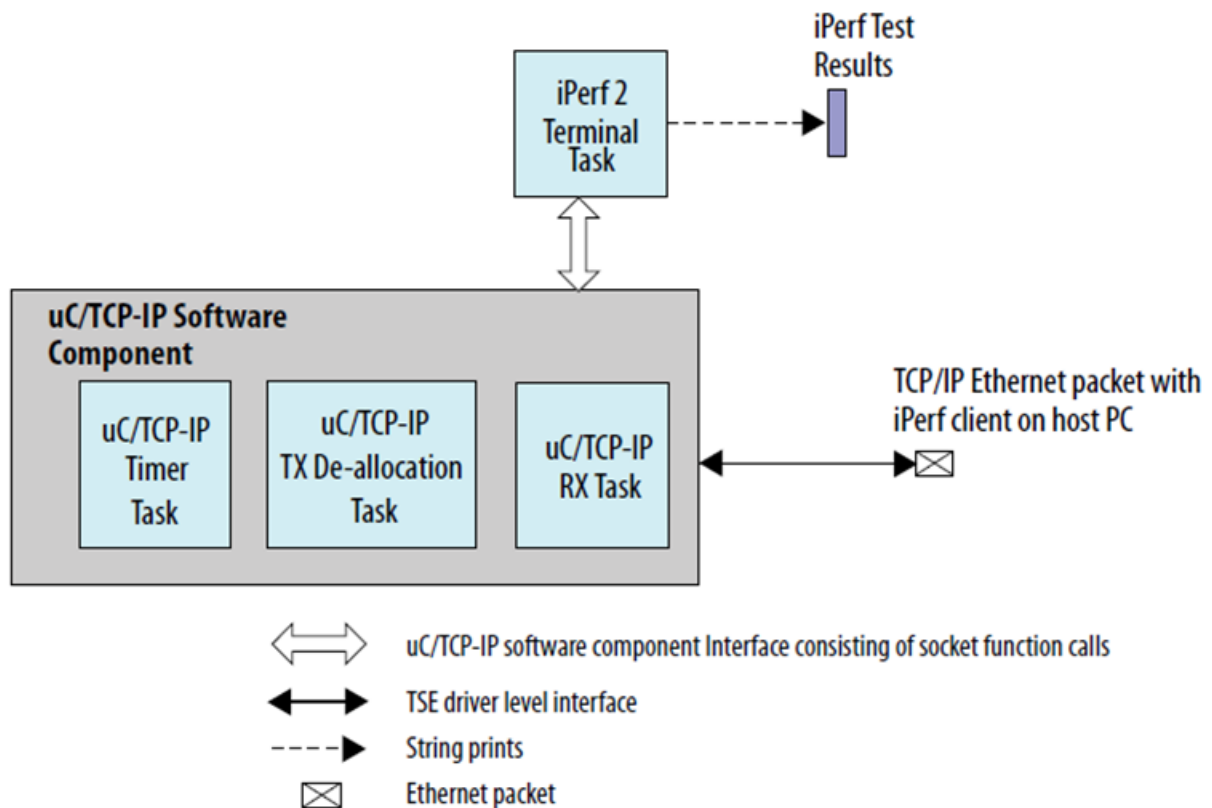 iPerf Test
Results
iPerf 2
Terminal
Task
uC/TCP-IP Software
Component
uC/TCP-IP
Timer
Task
uC/TCP-IP
TX De-allocation
Task
uC/TCP-IP
RX Task
TCP/IP Ethernet packet with
iPerf client on host PC
uC/TCP-IP software component Interface consisting of socket function calls
TSE driver level interface
String prints
Ethernet packet